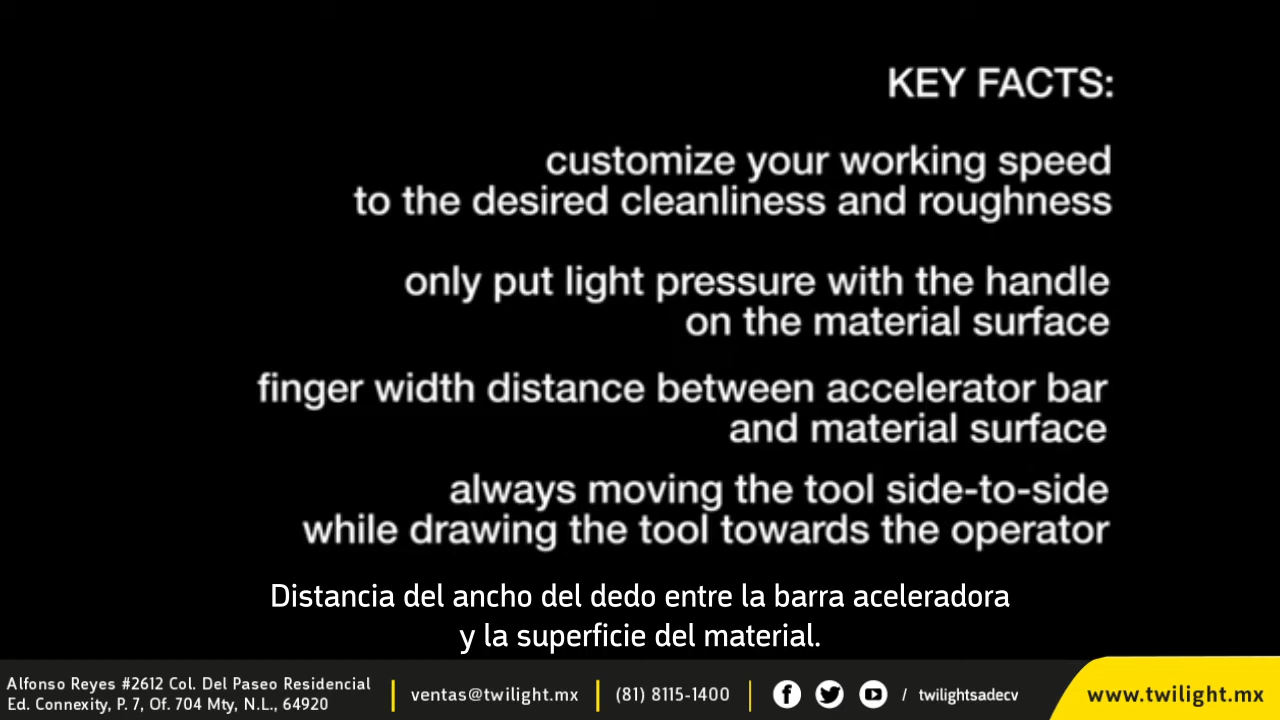 KEY FACTS:
customize your working speed
to the desired cleanliness and roughness
only put light pressure with the handle
on the material surface
finger width distance between accelerator bar
and material surface
always moving the tool side-to-side
while drawing the tool towards the operator
Distancia del ancho del dedo entre la barra aceleradora
y la superficie del material.
Alfonso Reyes #2612 Col. Del Paseo Residencial
Ed. Connexity, P. 7, Of. 704 Mty, N.L., 64920
ventas@twilight.mx
(81) 8115-1400
/ twilightsadecv
www.twilight.mx